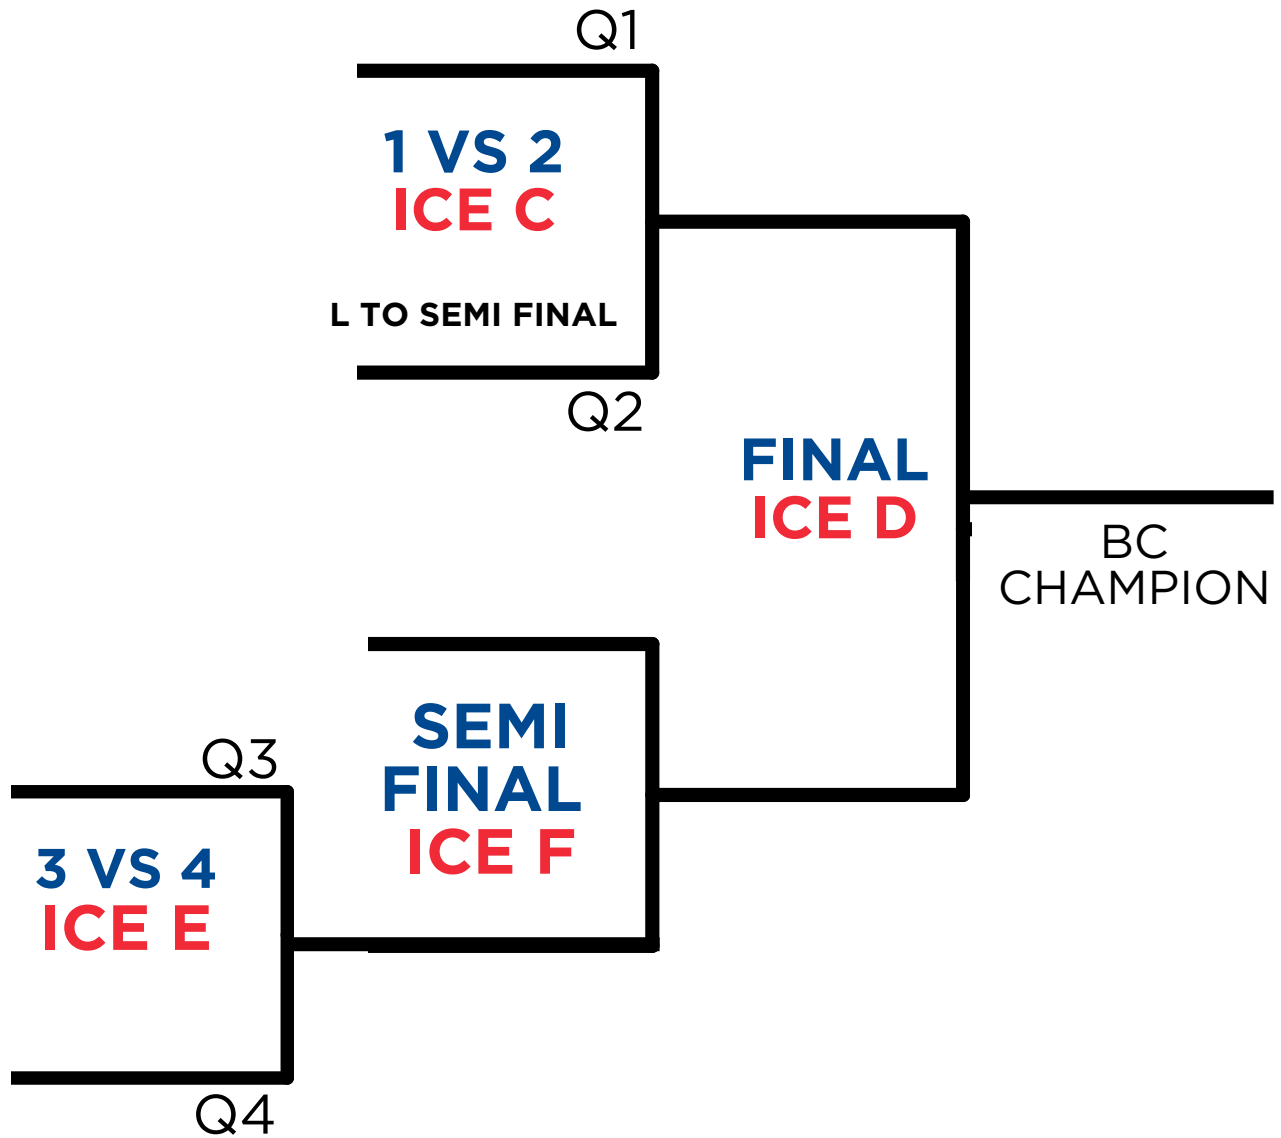 Q1
1 VS 2
ICE C
L TO SEMI FINAL
Q2
FINAL
ICE D
BC
CHAMPION
SEMI
FINAL
ICE F
Q3
3 VS 4
ICE E
Q4